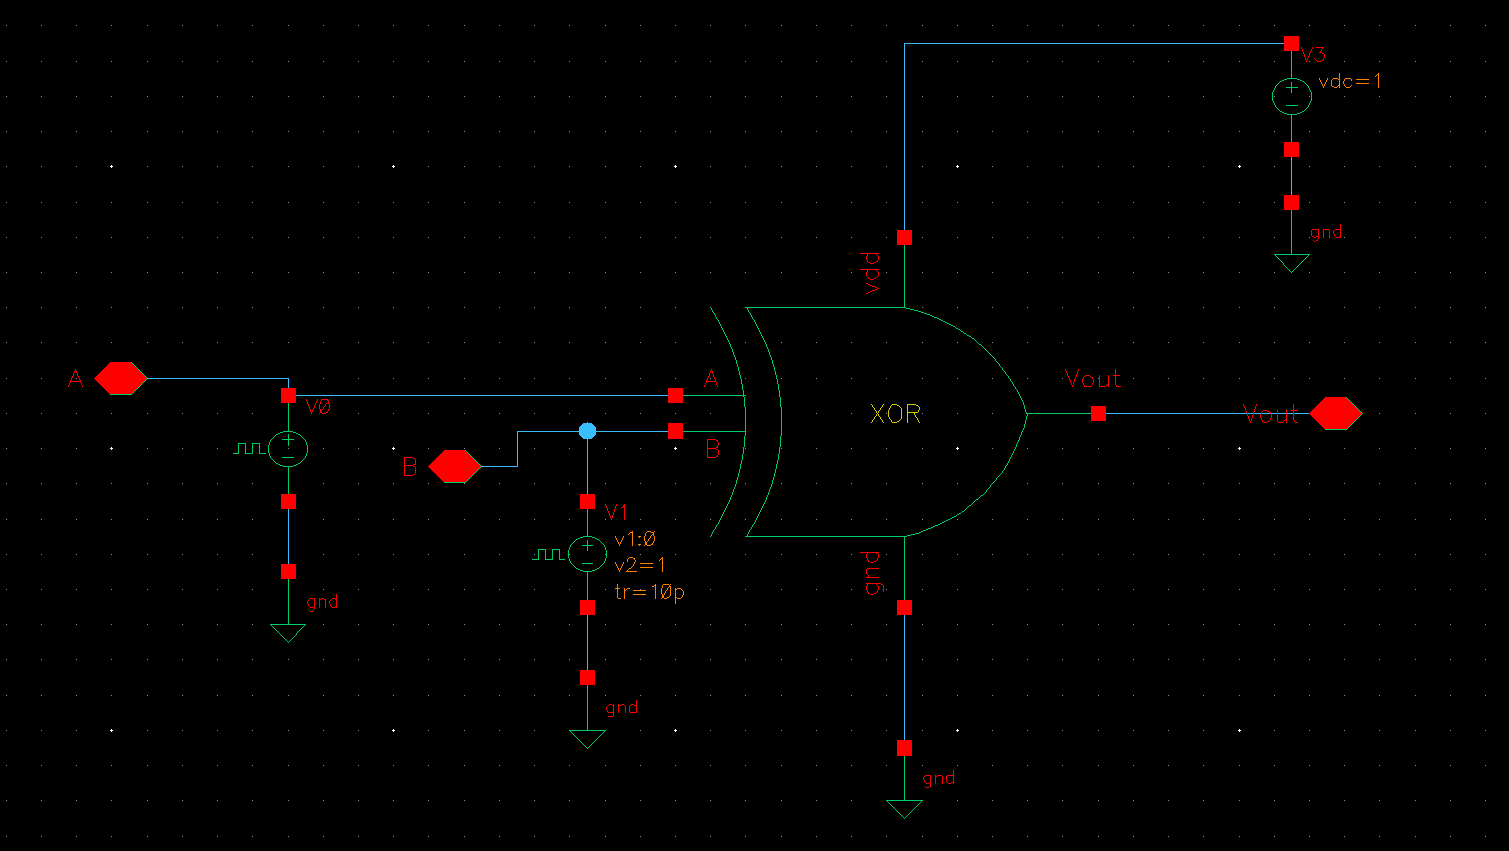 V3
vdc=1
vdd
A
A
V0
Vout
Vout
XOR
B
B
V1
v1:0
v2=1
tr=10p
gnd
gnd
gnd
gnd
gnd